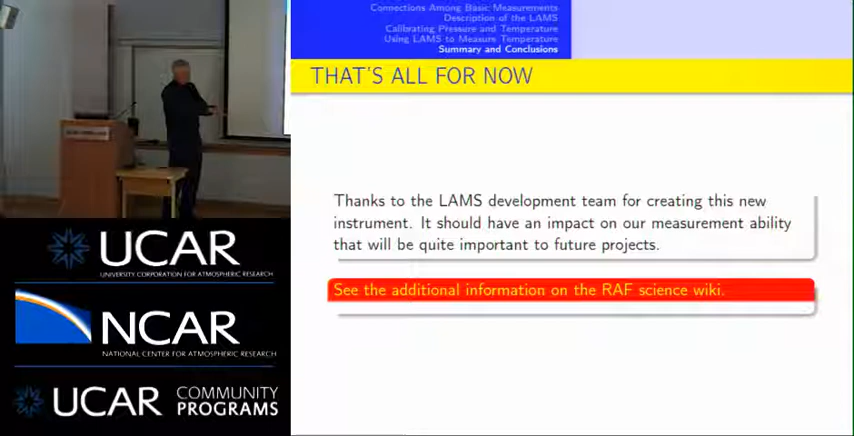 Connections Among Basic Measurements
Description of the LAMS
Calibrating Pressure and Temperature
Using LAMS to Measure Temperature
Summary and Conclusions
THAT'S ALL FOR NOW
Thanks to the LAMS development team for creating this new
instrument. It should have an impact on our measurement ability
that will be quite important to future projects.
See the additional information on the RAF science wiki.
UCAR
UNIVERSITY CORPORATION FOR ATMOSPHERIC RESEARCH
NCAR
NATIONAL CENTER FOR ATMOSPHERIC RESEARCH
UCAR
COMMUNITY
PROGRAMS